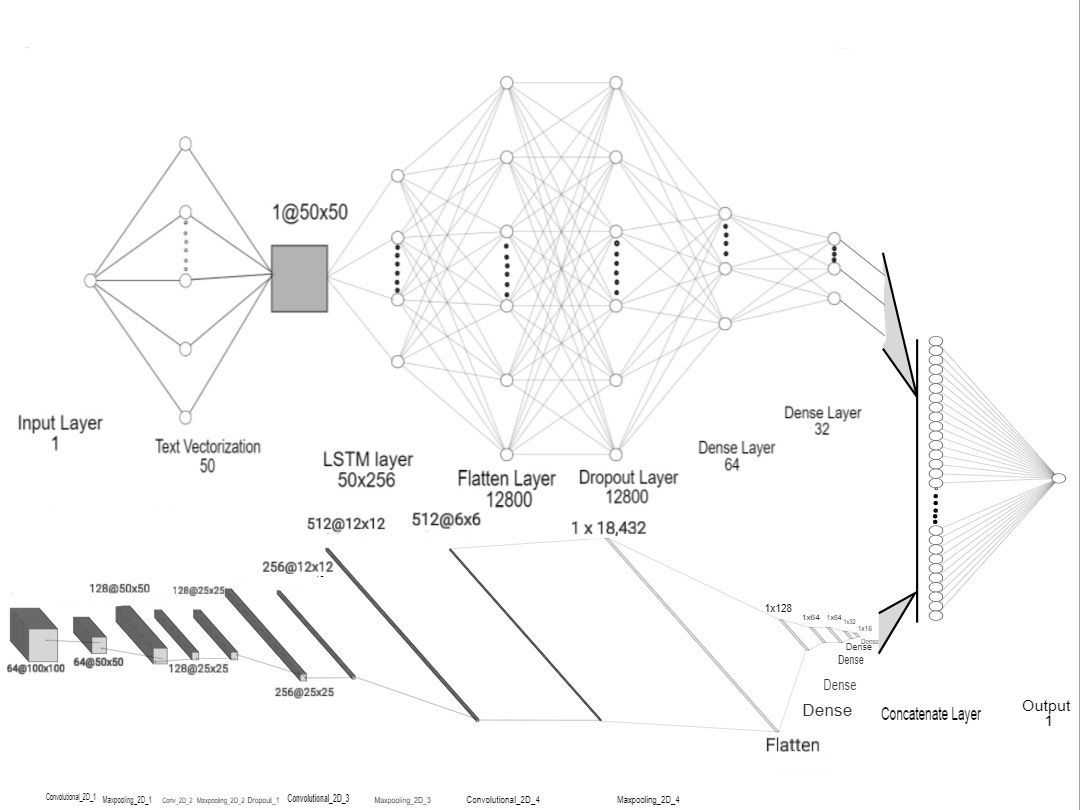 1@50x50
Input Layer
1
Text Vectorization
50
LSTM layer
50x256
Flatten Layer
12800
Dropout Layer
12800
Dense Layer
64
Dense Layer
32
512@12x12
512@6x6
1 x 18,432
256@12x12
128@50x50
128@25x25
64@100x100
64@50x50
128@25x25
256@25x25
1x128
1x64
1x64
1x32
1x16
Dense
Dense
Dense
Dense
Dense
Flatten
Concatenate Layer
Output
1
Convolutional_2D_1
Maxpooling_2D_1
Conv_2D_2
Maxpooling_2D_2
Dropout_1
Convolutional_2D_3
Maxpooling_2D_3
Convolutional_2D_4
Maxpooling_2D_4